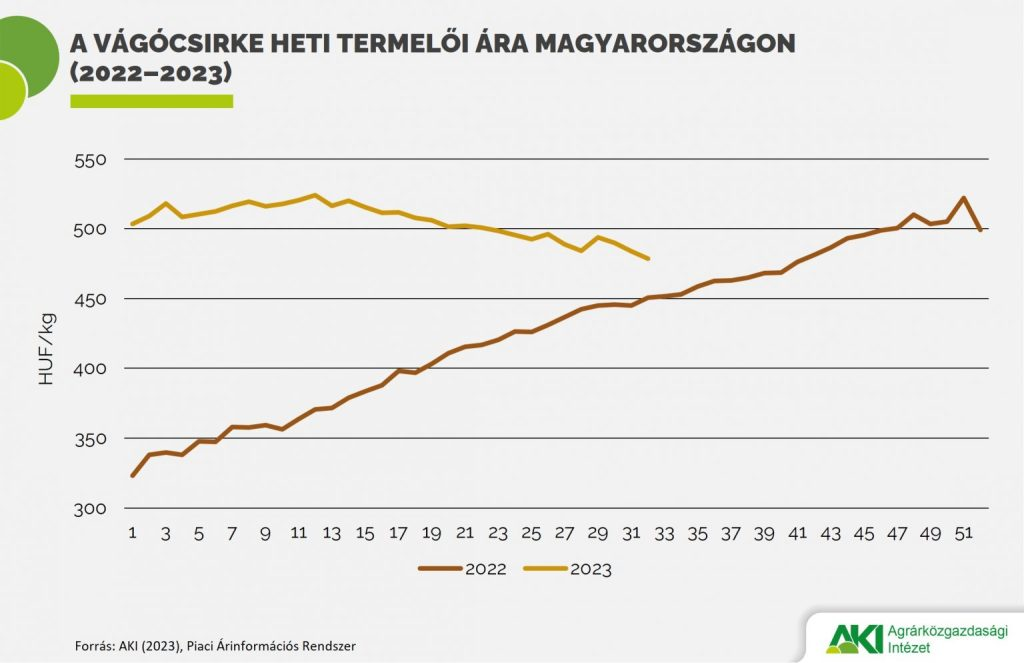 A VÁGÓCSIRKE HETI TERMELŐI ÁRA MAGYARORSZÁGON
(2022–2023)
550
500
450
400
350
300
HUF/kg
1 3 5 7 9 11 13 15 17 19 21 23 25 27 29 31 33 35 37 39 41 43 45 47 49 51
2022 2023
Forrás: AKI (2023), Piaci Árinformációs Rendszer
AKI Agrárközgazdasági
Intézet